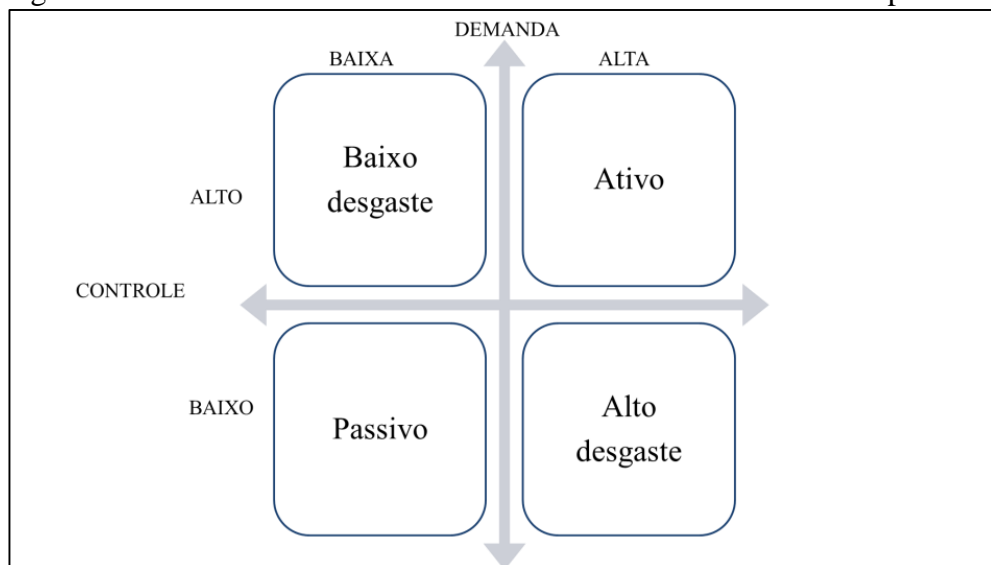 DEMANDA
BAIXA
ALTA
Baixo
desgaste
Ativo
ALTO
CONTROLE
BAIXO
Passivo
Alto
desgaste